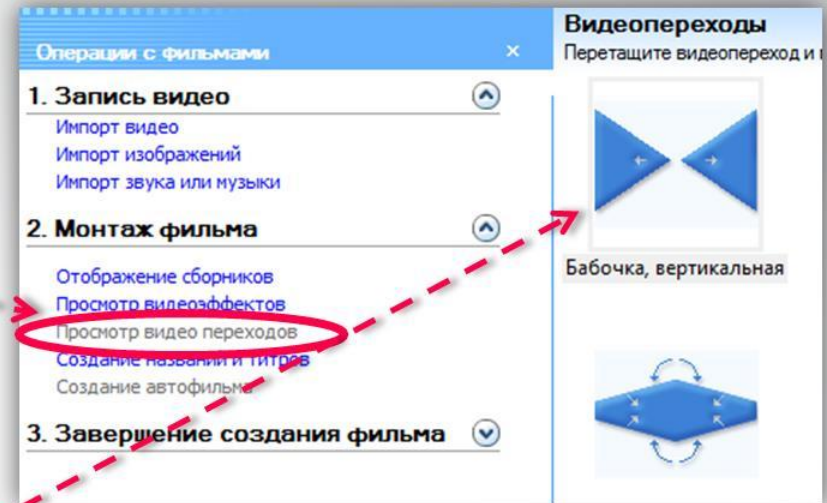 Операции с фильмами ×
1. Запись видео
Импорт видео
Импорт изображений
Импорт звука или музыки
2. Монтаж фильма
Отображение сборников
Просмотр видеоэффектов
Просмотр видео переходов
Создание названий и титров
Создание автофильма
3. Завершение создания фильма
Видеопереходы
Перетащите видеопереход и
Бабочка, вертикальная